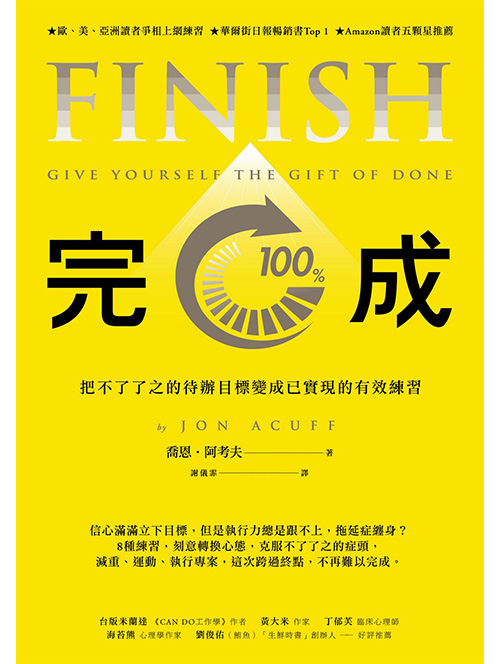 ★歐、美、亞洲讀者爭相上網練習 ★華爾街日報暢銷書Top 1 ★Amazon讀者五顆星推薦
FINISH
GIVE YOURSELF THE GIFT OF DONE
完 100% 成
把不了了之的待辦目標變成已實現的有效練習
by JON ACUFF
喬恩・阿考夫 著
謝儀霏 譯
信心滿滿立下目標，但是執行力總是跟不上，拖延症纏身？
8種練習，刻意轉換心態，克服不了了之的症頭，
減重、運動、執行專案，這次跨過終點，不再難以完成。
台版米蘭達《CAN DO工作學》作者 黃大米 作家 丁郁芙 臨床心理師
海苔熊 心理學作家 劉俊佑（鮪魚）「生鮮時書」創辦人 — 好評推薦